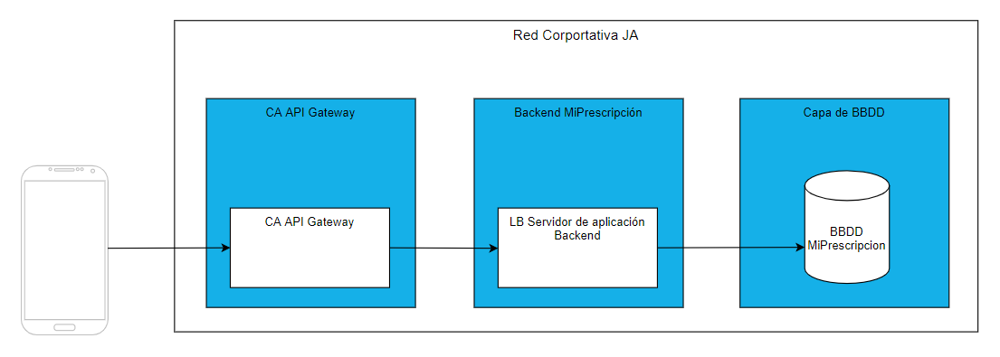 Red Corportativa JA
CA API Gateway
Backend MiPrescripción
Capa de BBDD
CA API Gateway
LB Servidor de aplicación
Backend
BBDD
MiPrescripcion